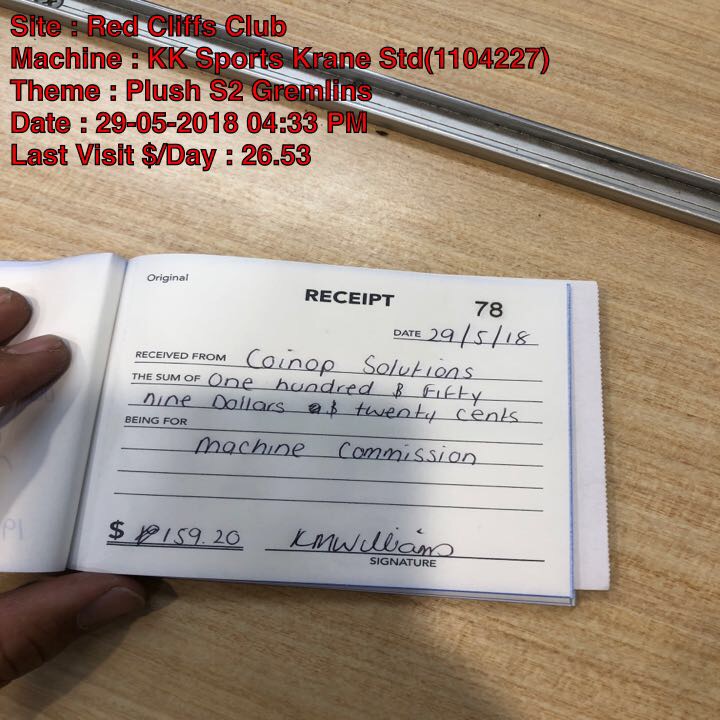 Site : Red Cliffs Club
Machine : KK Sports Krane Std(1104227)
Theme : Plush S2 Gremlins
Date : 29-05-2018 04:33 PM
Last Visit $/Day : 26.53
Original
RECEIPT 78
DATE 29/5/18
RECEIVED FROM Coinop Solutions
THE SUM OF One hundred & Fifty
nine Dollars & twenty cents
BEING FOR
Machine Commission
$ 159.20 KMWilliams
SIGNATURE